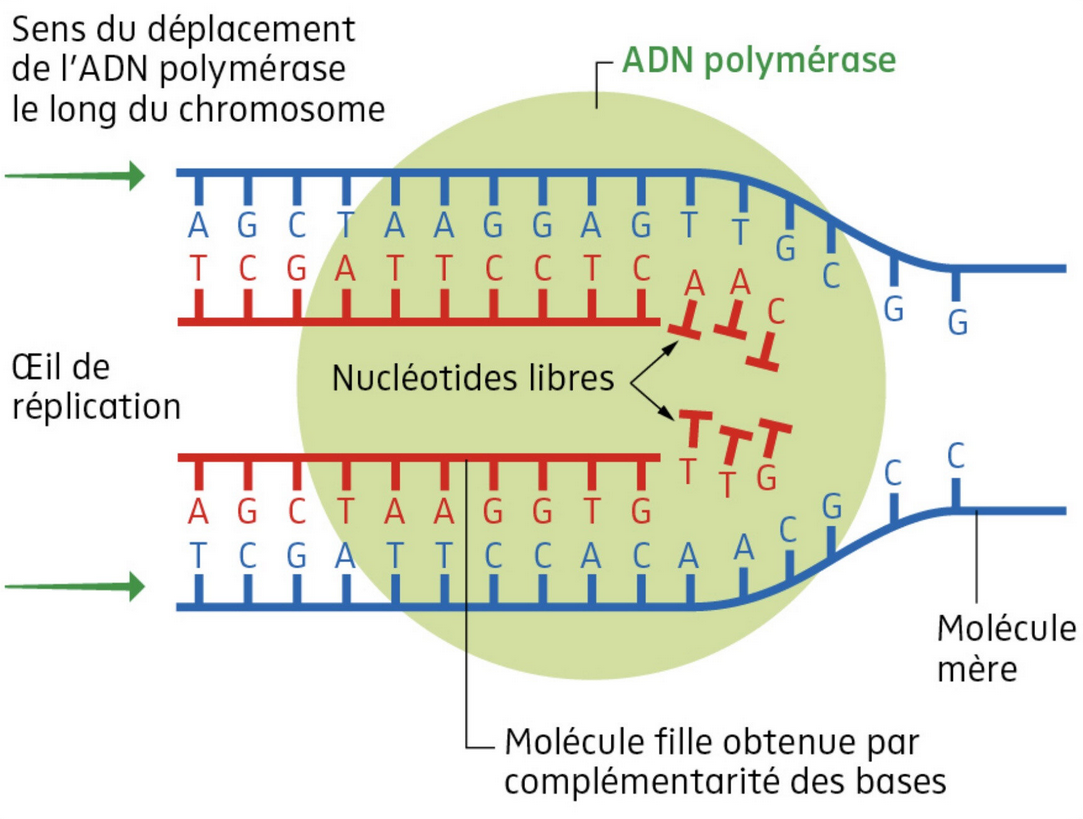 Sens du déplacement
de l'ADN polymérase
le long du chromosome
ADN polymérase
A G C T A A G G A G T T G C G G
T C G A T T C C T C A A C
Nucléotides libres
Œil de
réplication
A G C T A A G G T G T T G
T C G A T T C C A C A A C G C C
Molécule
mère
Molécule fille obtenue par
complémentarité des bases